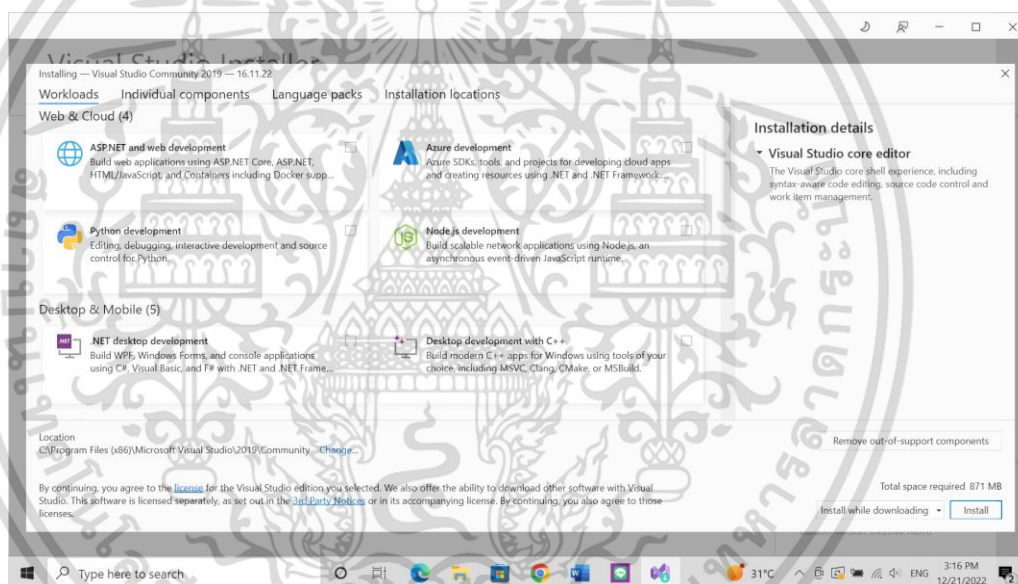 Visual Studio Installer
Installing — Visual Studio Community 2019 — 16.11.22
Workloads Individual components Language packs Installation locations
Web & Cloud (4)
ASP.NET and web development
Build web applications using ASP.NET Core, ASP.NET,
HTML/JavaScript, and Containers including Docker supp...
Azure development
Azure SDKs, tools, and projects for developing cloud apps
and creating resources using .NET and .NET Framework....
Python development
Editing, debugging, interactive development and source
control for Python.
Node.js development
Build scalable network applications using Node.js, an
asynchronous event-driven JavaScript runtime.
Desktop & Mobile (5)
.NET desktop development
Build WPF, Windows Forms, and console applications
using C#, Visual Basic, and F# with .NET and .NET Frame...
Desktop development with C++
Build modern C++ apps for Windows using tools of your
choice, including MSVC, Clang, CMake, or MSBuild.
Installation details
Visual Studio core editor
The Visual Studio core shell experience, including
syntax-aware code editing, source code control and
work item management.
Location
C:\Program Files (x86)\Microsoft Visual Studio\2019\Community Change...
Remove out-of-support components
By continuing, you agree to the license for the Visual Studio edition you selected. We also offer the ability to download other software with Visual
Studio. This software is licensed separately, as set out in the 3rd Party Notices or in its accompanying license. By continuing, you also agree to those
licenses.
Total space required 871 MB
Install while downloading Install
Type here to search
31°C ENG 3:16 PM
12/21/2022